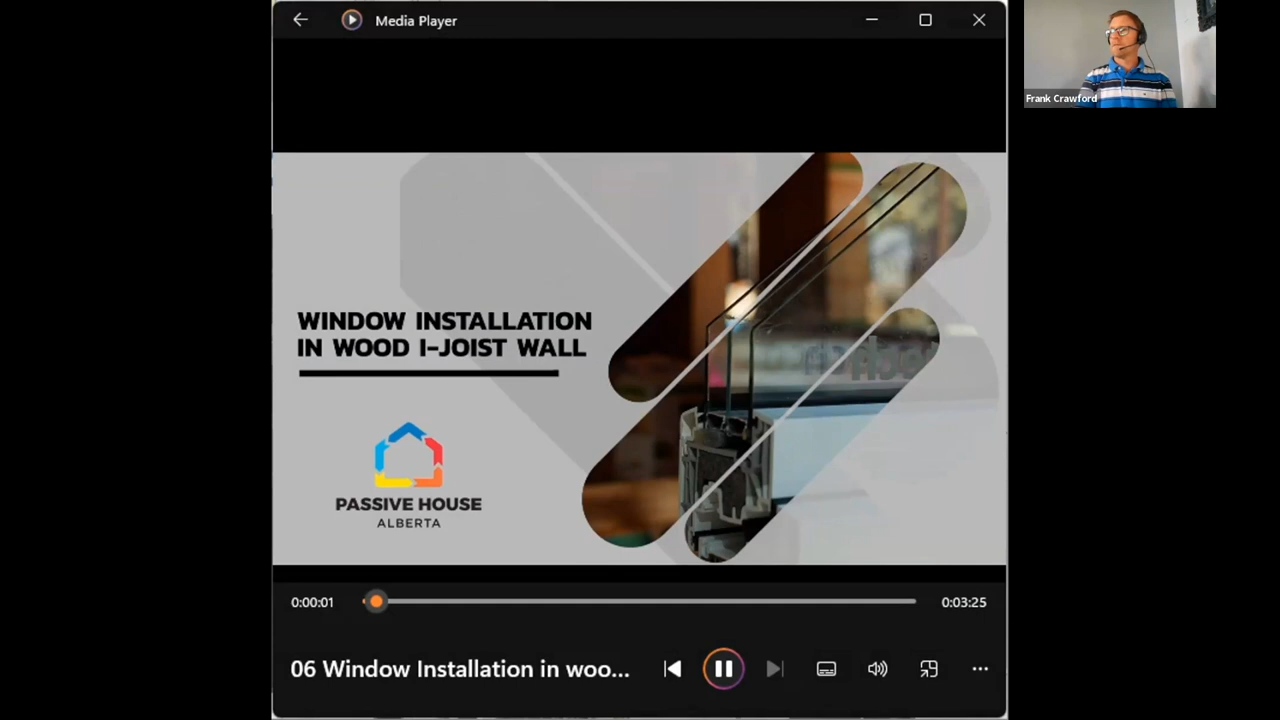 Media Player
Frank Crawford
WINDOW INSTALLATION
IN WOOD I-JOIST WALL
PASSIVE HOUSE
ALBERTA
0:00:01
0:03:25
06 Window Installation in woo...